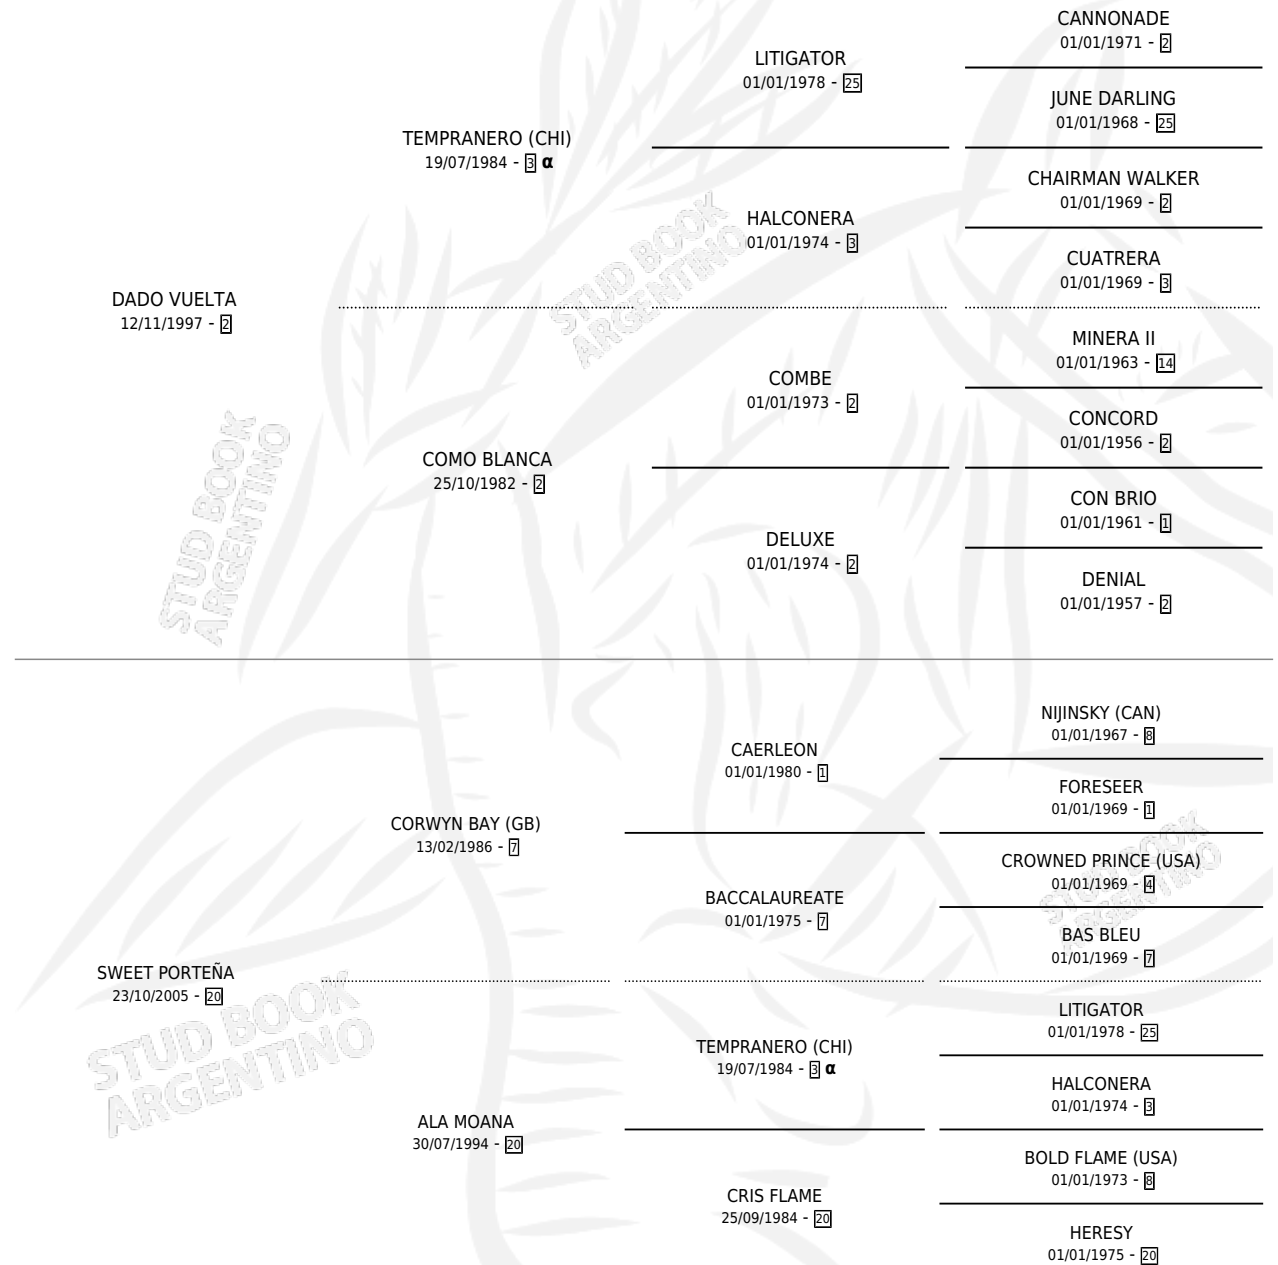 CANNONADE
01/01/1971 - 2
LITIGATOR
01/01/1978 - 25
JUNE DARLING
01/01/1968 - 25
TEMPRANERO (CHI)
19/07/1984 - 3 α
CHAIRMAN WALKER
01/01/1969 - 2
HALCONERA
01/01/1974 - 3
CUATRERA
01/01/1969 - 3
DADO VUELTA
12/11/1997 - 2
STUD BOOK
ARGENTINO
MINERA II
01/01/1963 - 14
COMBE
01/01/1973 - 2
CONCORD
01/01/1956 - 2
COMO BLANCA
25/10/1982 - 2
CON BRIO
01/01/1961 - 1
DELUXE
01/01/1974 - 2
DENIAL
01/01/1957 - 2
STUD BOOK
ARGENTINO
NIJINSKY (CAN)
01/01/1967 - 8
CAERLEON
01/01/1980 - 1
FORESEER
01/01/1969 - 1
CORWYN BAY (GB)
13/02/1986 - 7
CROWNED PRINCE (USA)
01/01/1969 - 4
STUD BOOK
ARGENTINO
BACCALAUREATE
01/01/1975 - 7
BAS BLEU
01/01/1969 - 7
SWEET PORTEÑA
23/10/2005 - 20
STUD BOOK
ARGENTINO
LITIGATOR
01/01/1978 - 25
TEMPRANERO (CHI)
19/07/1984 - 3 α
HALCONERA
01/01/1974 - 3
ALA MOANA
30/07/1994 - 20
BOLD FLAME (USA)
01/01/1973 - 8
CRIS FLAME
25/09/1984 - 20
HERESY
01/01/1975 - 20